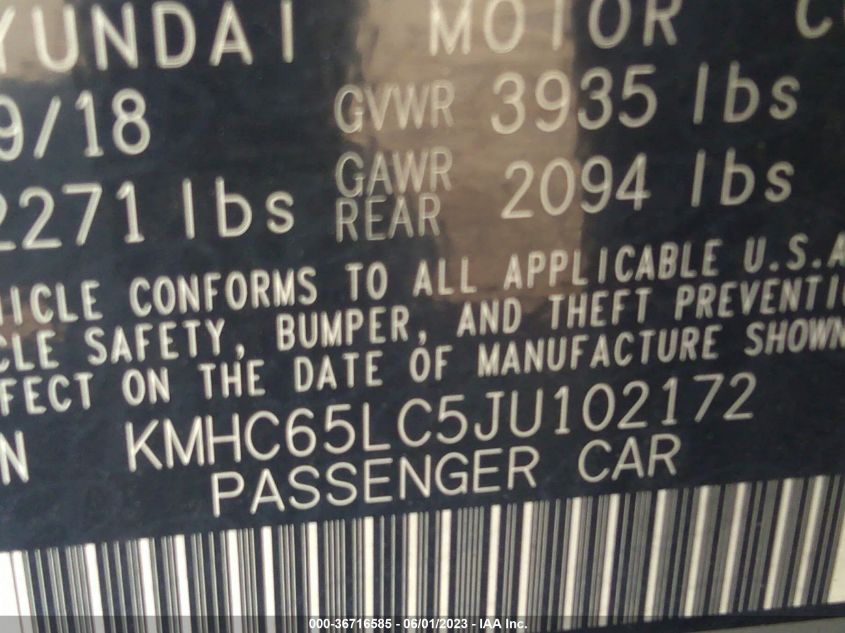 YUNDAI MOTOR C
9/18 GVWR 3935 lbs
2271 lbs GAWR REAR 2094 lbs
HICLE CONFORMS TO ALL APPLICABLE U.S.A
CLE SAFETY, BUMPER, AND THEFT PREVENTI
FECT ON THE DATE OF MANUFACTURE SHOWN
N KMHC65LC5JU102172
PASSENGER CAR
000-36716585 - 06/01/2023 - IAA Inc.